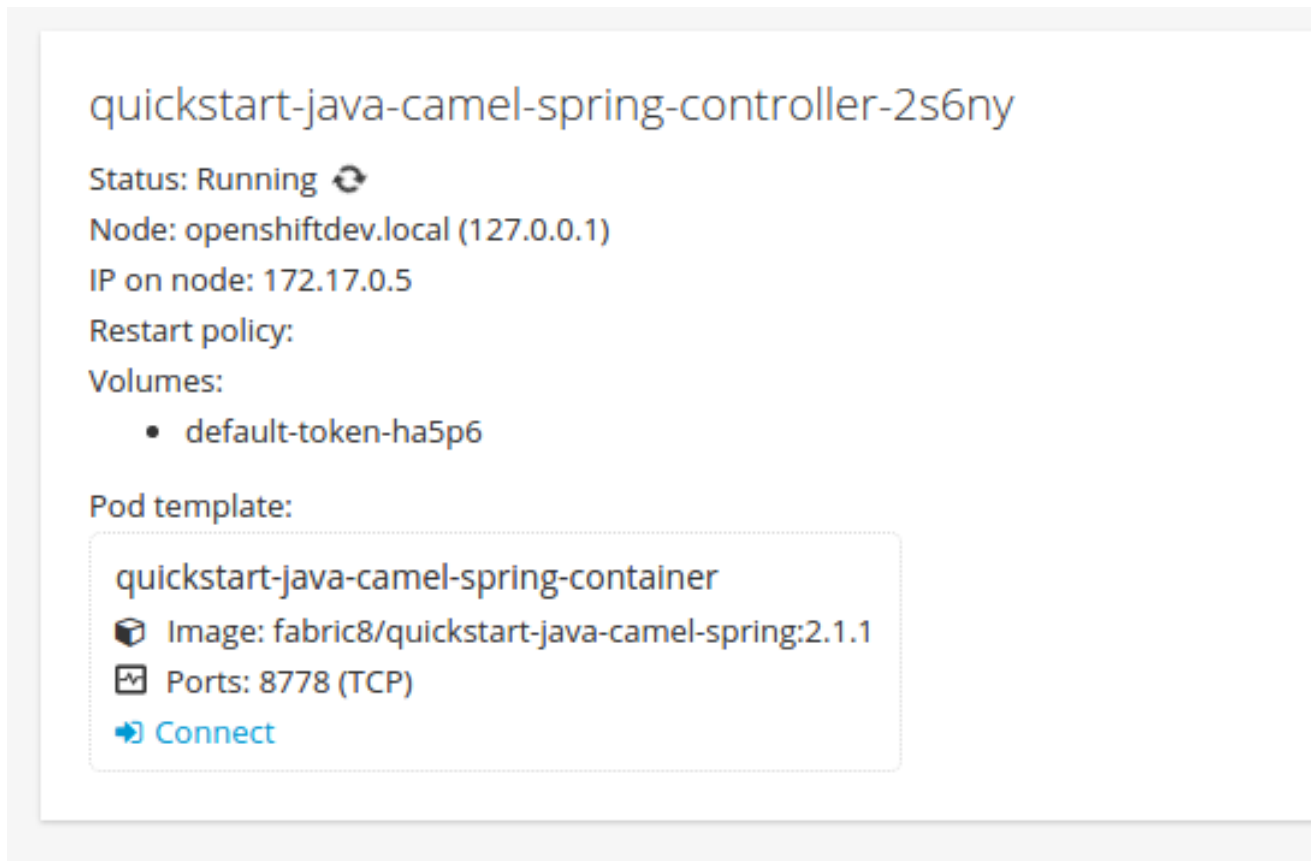 quickstart-java-camel-spring-controller-2s6ny
Status: Running
Node: openshiftdev.local (127.0.0.1)
IP on node: 172.17.0.5
Restart policy:
Volumes:
• default-token-ha5p6
Pod template:
quickstart-java-camel-spring-container
Image: fabric8/quickstart-java-camel-spring:2.1.1
Ports: 8778 (TCP)
Connect